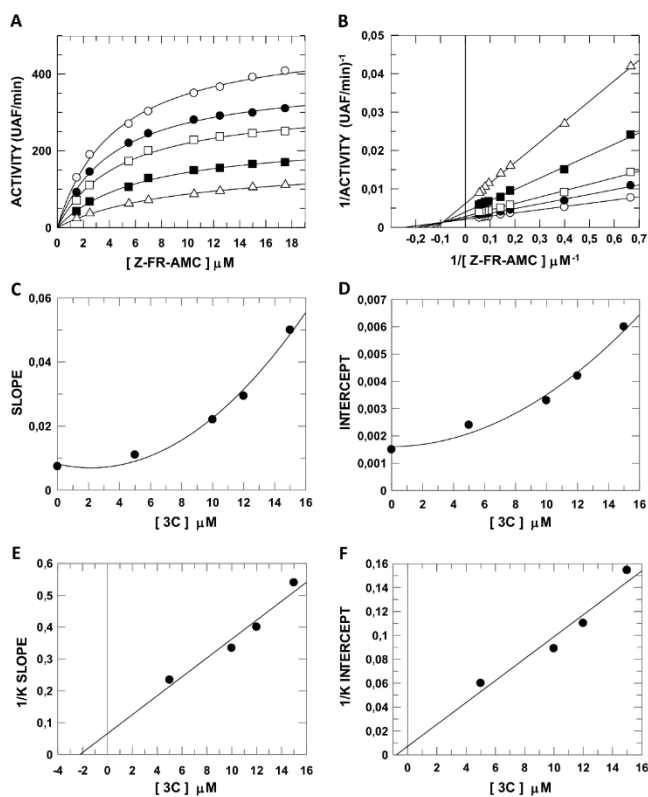 A
B
ACTIVITY (UAF/min)
400
200
0
0 2 4 6 8 10 12 14 16 18
[ Z-FR-AMC ] µM
1/ACTIVITY (UAF/min)-1
0,05
0,04
0,03
0,02
0,01
0
-0,3 -0,2 -0,1 0 0,1 0,2 0,3 0,4 0,5 0,6 0,7
1/[ Z-FR-AMC ] µM-1
C
D
SLOPE
0,06
0,04
0,02
0
0 2 4 6 8 10 12 14 16
[ 3C ] µM
INTERCEPT
0,007
0,006
0,005
0,004
0,003
0,002
0,001
0
0 2 4 6 8 10 12 14 16
[ 3C ] µM
E
F
1/K SLOPE
0,6
0,5
0,4
0,3
0,2
0,1
0
-4 -2 0 2 4 6 8 10 12 14 16
[ 3C ] µM
1/K INTERCEPT
0,16
0,14
0,12
0,1
0,08
0,06
0,04
0,02
0
0 2 4 6 8 10 12 14 16
[ 3C ] µM